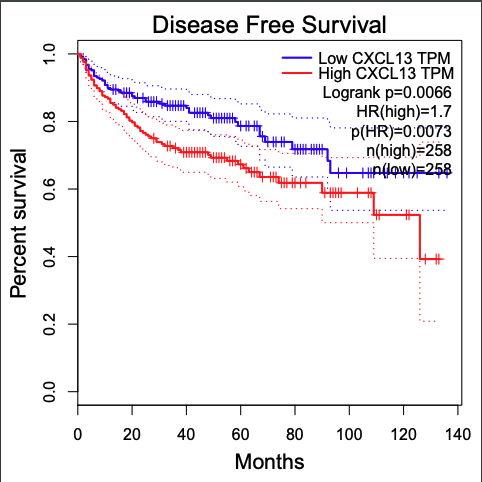 Disease Free Survival
Low CXCL13 TPM
High CXCL13 TPM
Logrank p=0.0066
HR(high)=1.7
p(HR)=0.0073
n(high)=258
n(low)=258
Percent survival
1.0
0.8
0.6
0.4
0.2
0.0
0 20 40 60 80 100 120 140
Months